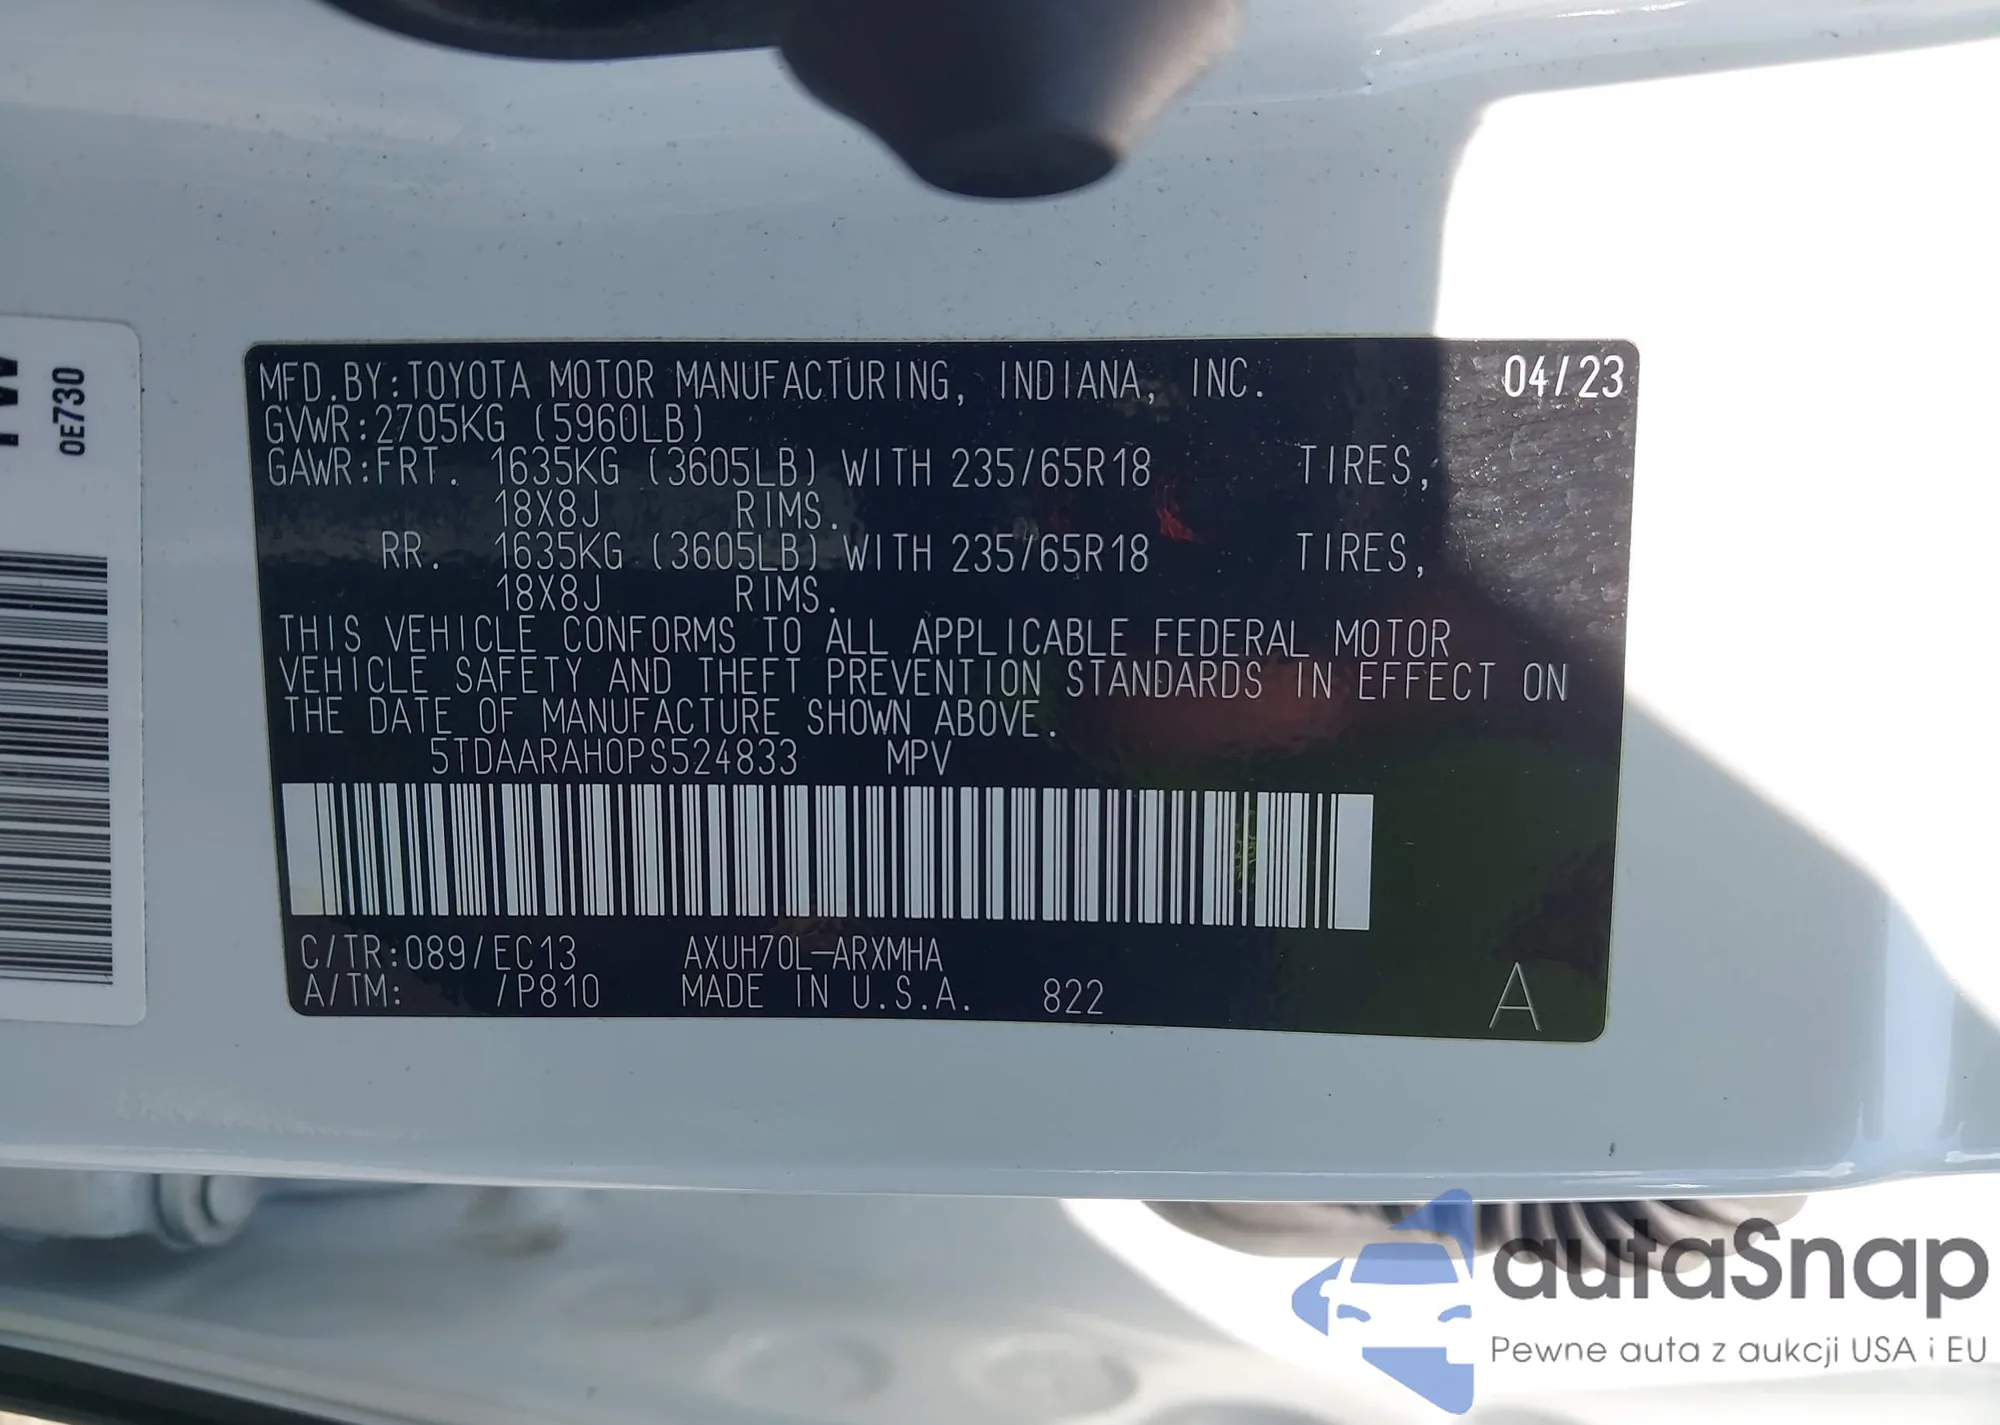 0E730
MFD.BY:TOYOTA MOTOR MANUFACTURING, INDIANA, INC. 04/23
GVWR:2705KG (5960LB)
GAWR:FRT. 1635KG (3605LB) WITH 235/65R18 TIRES,
18X8J RIMS.
RR. 1635KG (3605LB) WITH 235/65R18 TIRES,
18X8J RIMS.
THIS VEHICLE CONFORMS TO ALL APPLICABLE FEDERAL MOTOR
VEHICLE SAFETY AND THEFT PREVENTION STANDARDS IN EFFECT ON
THE DATE OF MANUFACTURE SHOWN ABOVE.
5TDAARAH0PS524833 MPV
C/TR:089/EC13 AXUH70L-ARXMHA
A/TM: /P810 MADE IN U.S.A. 822 A
autaSnap
Pewne auta z aukcji USA i EU